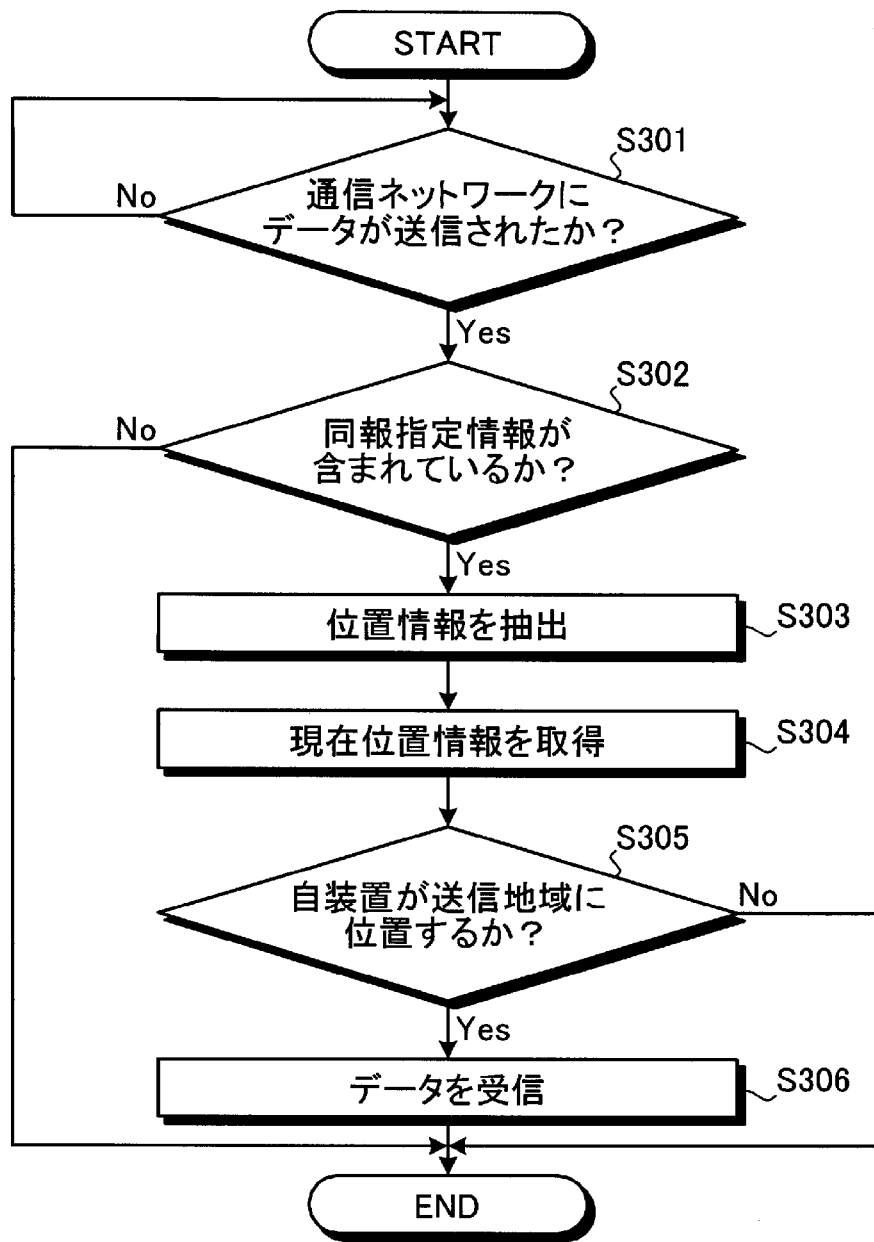 START
S301
通信ネットワークに
データが送信されたか？
No
Yes
S302
同報指定情報が
含まれているか？
No
Yes
位置情報を抽出
S303
現在位置情報を取得
S304
S305
自装置が送信地域に
位置するか？
No
Yes
データを受信
S306
END